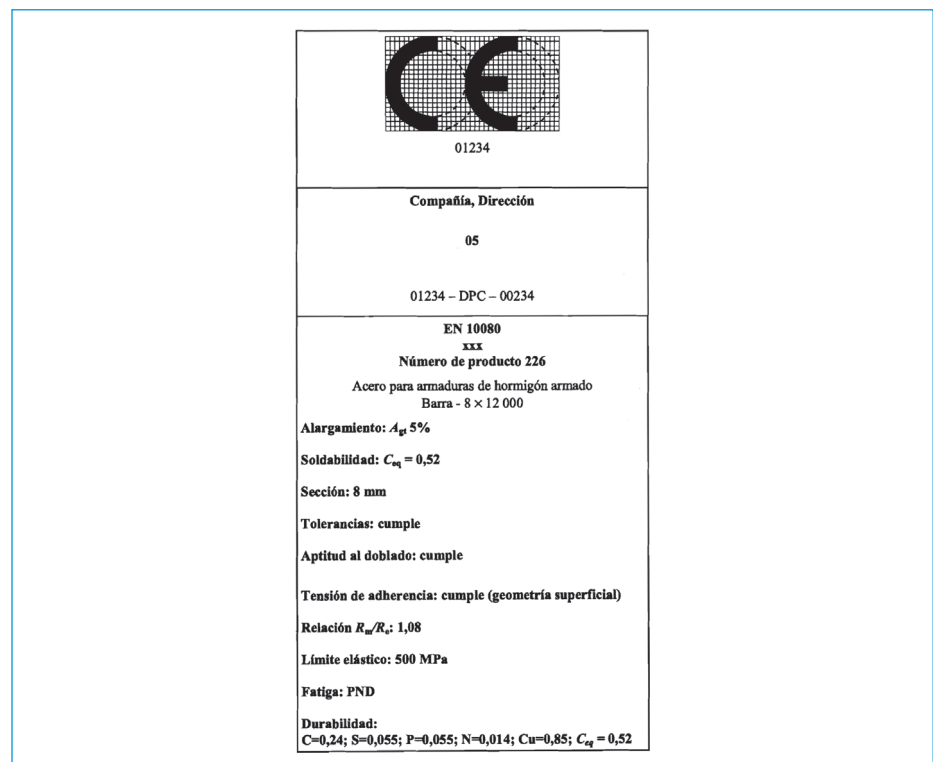 CE
01234
Compañía, Dirección
05
01234 – DPC – 00234
EN 10080
xxx
Número de producto 226
Acero para armaduras de hormigón armado
Barra - 8 × 12 000
Alargamiento: Agt 5%
Soldabilidad: Ceq = 0,52
Sección: 8 mm
Tolerancias: cumple
Aptitud al doblado: cumple
Tensión de adherencia: cumple (geometría superficial)
Relación Rm/Re: 1,08
Límite elástico: 500 MPa
Fatiga: PND
Durabilidad:
C=0,24; S=0,055; P=0,055; N=0,014; Cu=0,85; Ceq = 0,52